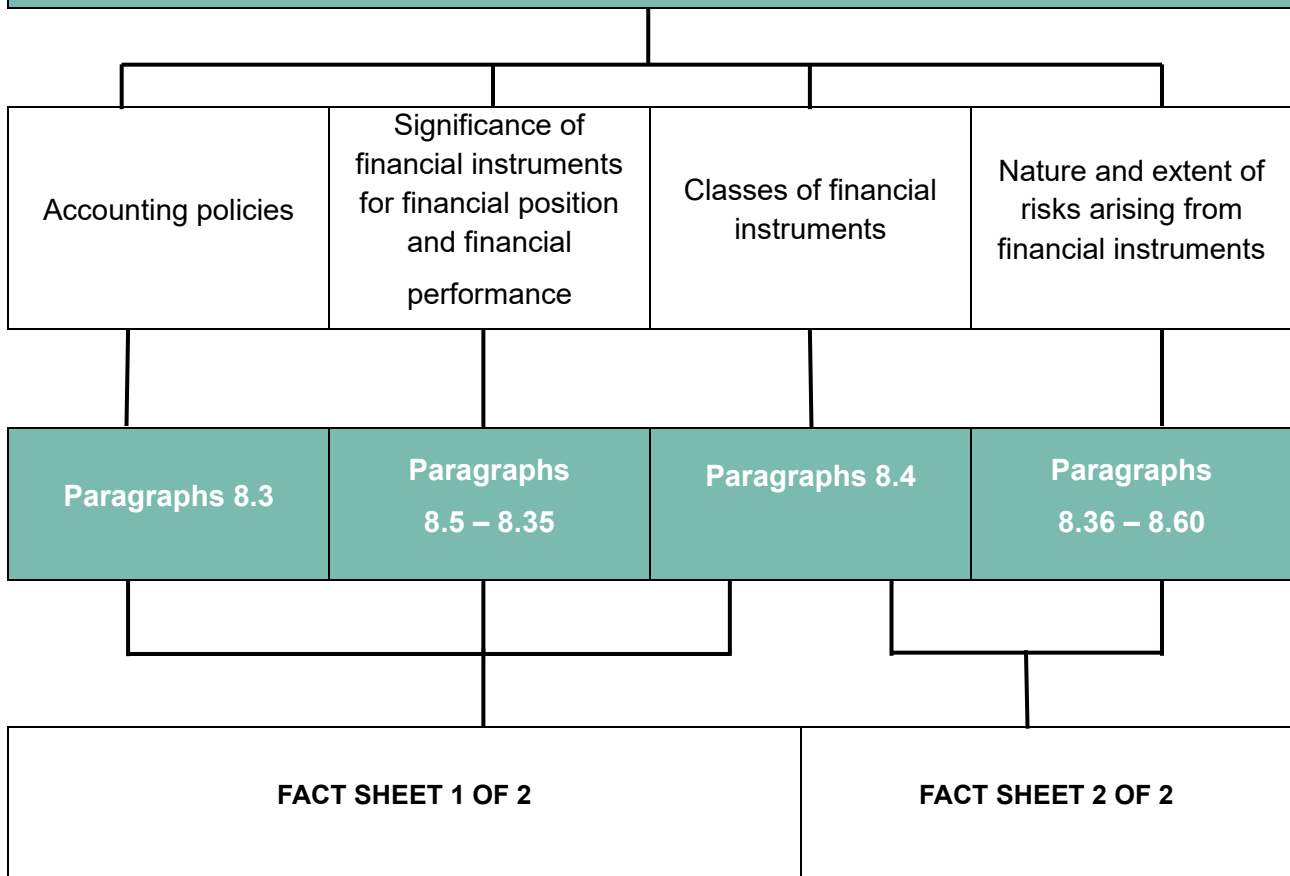 Accounting policies
Significance of
financial instruments
for financial position
and financial
performance
Classes of financial
instruments
Nature and extent of
risks arising from
financial instruments
Paragraphs 8.3
Paragraphs
8.5 – 8.35
Paragraphs 8.4
Paragraphs
8.36 – 8.60
FACT SHEET 1 OF 2
FACT SHEET 2 OF 2